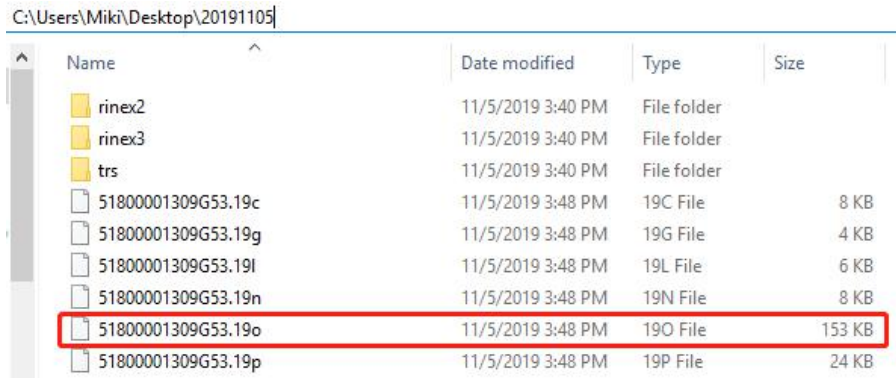 C:\Users\Miki\Desktop\20191105
Name Date modified Type Size
rinex2 11/5/2019 3:40 PM File folder
rinex3 11/5/2019 3:40 PM File folder
trs 11/5/2019 3:40 PM File folder
51800001309G53.19c 11/5/2019 3:48 PM 19C File 8 KB
51800001309G53.19g 11/5/2019 3:48 PM 19G File 4 KB
51800001309G53.19l 11/5/2019 3:48 PM 19L File 6 KB
51800001309G53.19n 11/5/2019 3:48 PM 19N File 8 KB
51800001309G53.19o 11/5/2019 3:48 PM 19O File 153 KB
51800001309G53.19p 11/5/2019 3:48 PM 19P File 24 KB